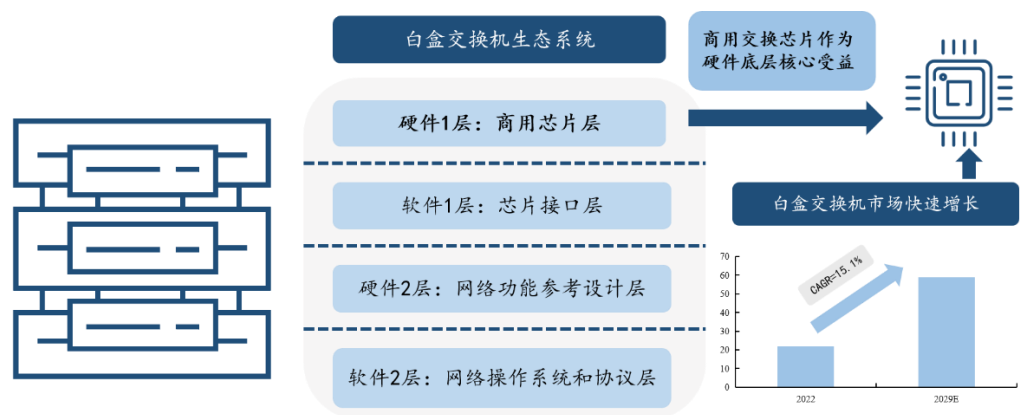 白盒交换机生态系统
商用交换芯片作为
硬件底层核心受益
硬件1层：商用芯片层
软件1层：芯片接口层
硬件2层：网络功能参考设计层
软件2层：网络操作系统和协议层
白盒交换机市场快速增长
CAGR=15.1%
70
60
50
40
30
20
10
0
2022
2029E